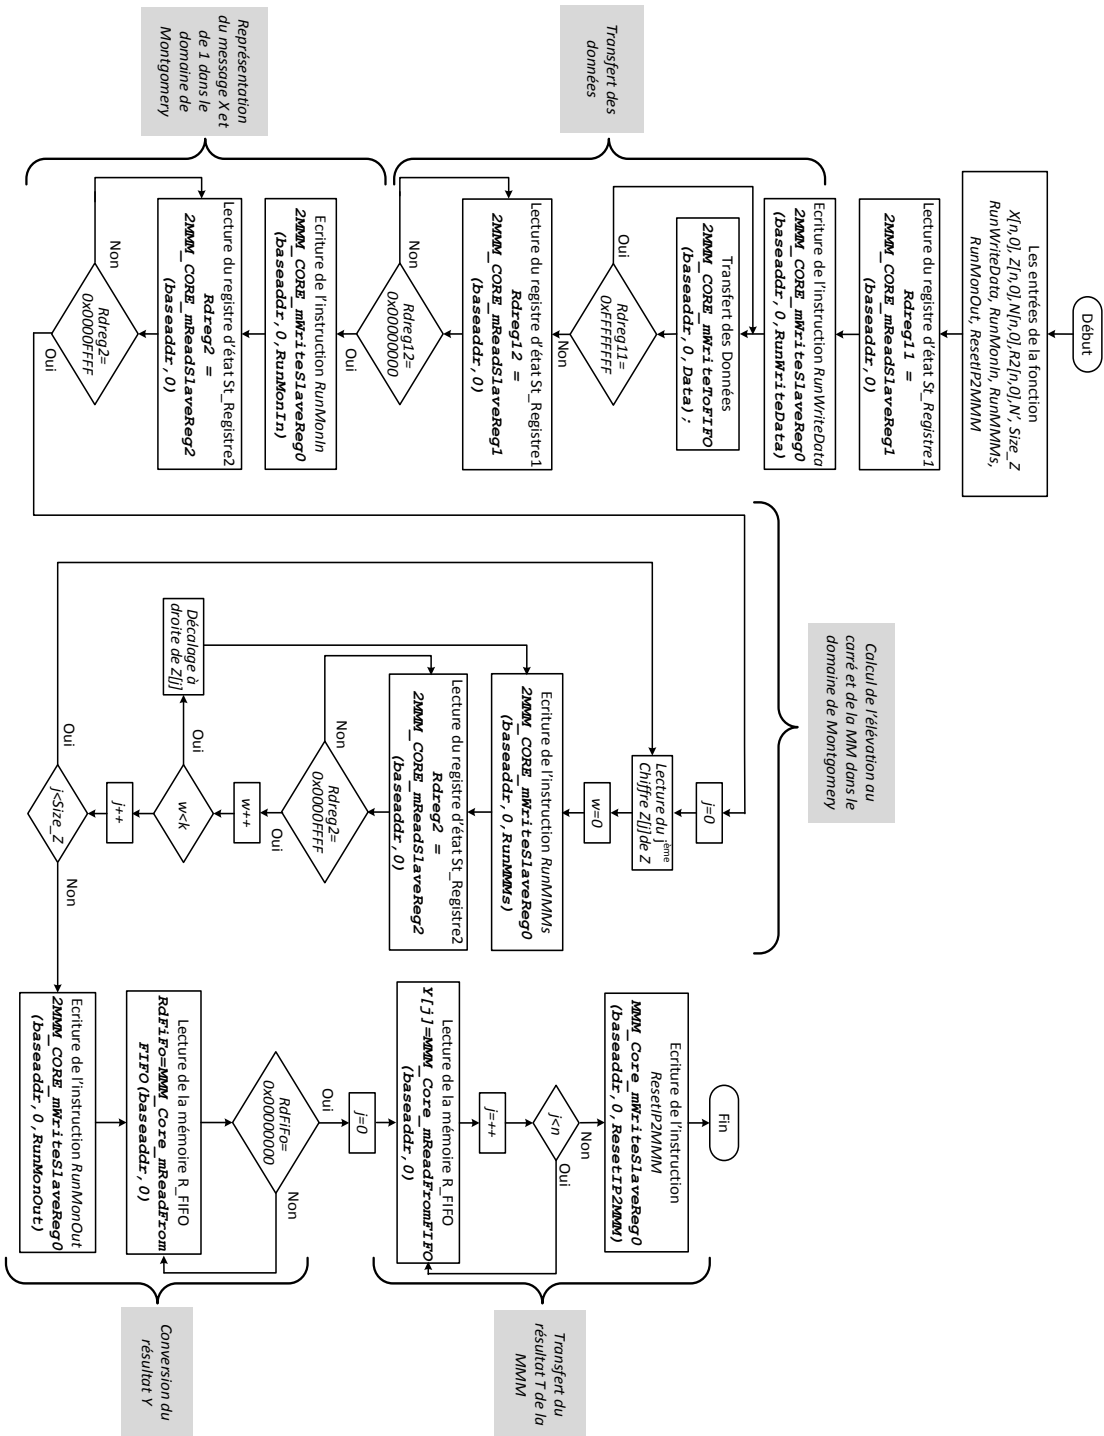 Début
Les entrées de la fonction
X[n,0], Z[n,0],N[n,0],R2[n,0],N’, Size_Z
RunWriteData, RunMonIn, RunMMMs,
RunMonOut, ResetIP2MMM
Lecture du registre d’état St_Registre1
Rdreg11 =
2MMM_CORE_mReadSlaveReg1
(baseaddr,0)
Ecriture de l’instruction RunWriteData
2MMM_CORE_mWriteSlaveReg0
(baseaddr,0,RunWriteData)
Transfert des Données
2MMM_CORE_mWriteToFIFO
(baseaddr,0,Data);
Rdreg11=
0xFFFFFFFF
Oui
Non
Lecture du registre d’état St_Registre1
Rdreg12 =
2MMM_CORE_mReadSlaveReg1
(baseaddr,0)
Rdreg12=
0x00000000
Non
Oui
Ecriture de l’instruction RunMonIn
2MMM_CORE_mWriteSlaveReg0
(baseaddr,0,RunMonIn)
Lecture du registre d’état St_Registre2
Rdreg2 =
2MMM_CORE_mReadSlaveReg2
(baseaddr,0)
Rdreg2=
0x0000FFFF
Non
Oui
Transfert des
données
Représentation
du message X et
de 1 dans le
domaine de
Montgomery
Calcul de l’élévation au
carré et de la MM dans le
domaine de Montgomery
j=0
Lecture du jème
Chiffre Z[j] de Z
w=0
Ecriture de l’instruction RunMMMs
2MMM_CORE_mWriteSlaveReg0
(baseaddr,0,RunMMMs)
Lecture du registre d’état St_Registre2
Rdreg2 =
2MMM_CORE_mReadSlaveReg2
(baseaddr,0)
Rdreg2=
0x0000FFFF
Non
Oui
w++
w<k
Oui
Décalage à
droite de Z[j]
j++
j<Size_Z
Oui
Non
Fin
Ecriture de l’instruction
ResetIP2MMM
MMM_Core_mWriteSlaveReg0
(baseaddr,0,ResetIP2MMM)
Non
j<n
Oui
j=++
Lecture de la mémoire R_FIFO
Y[j]=MMM_Core_mReadFromFIFO
(baseaddr,0)
j=0
Oui
RdFiFo=
0x00000000
Non
Lecture de la mémoire R_FIFO
RdFiFo=MMM_Core_mReadFrom
FIFO(baseaddr,0)
Ecriture de l’instruction RunMonOut
2MMM_CORE_mWriteSlaveReg0
(baseaddr,0,RunMonOut)
Transfert du
résultat T de la
MMM
Conversion du
résultat Y